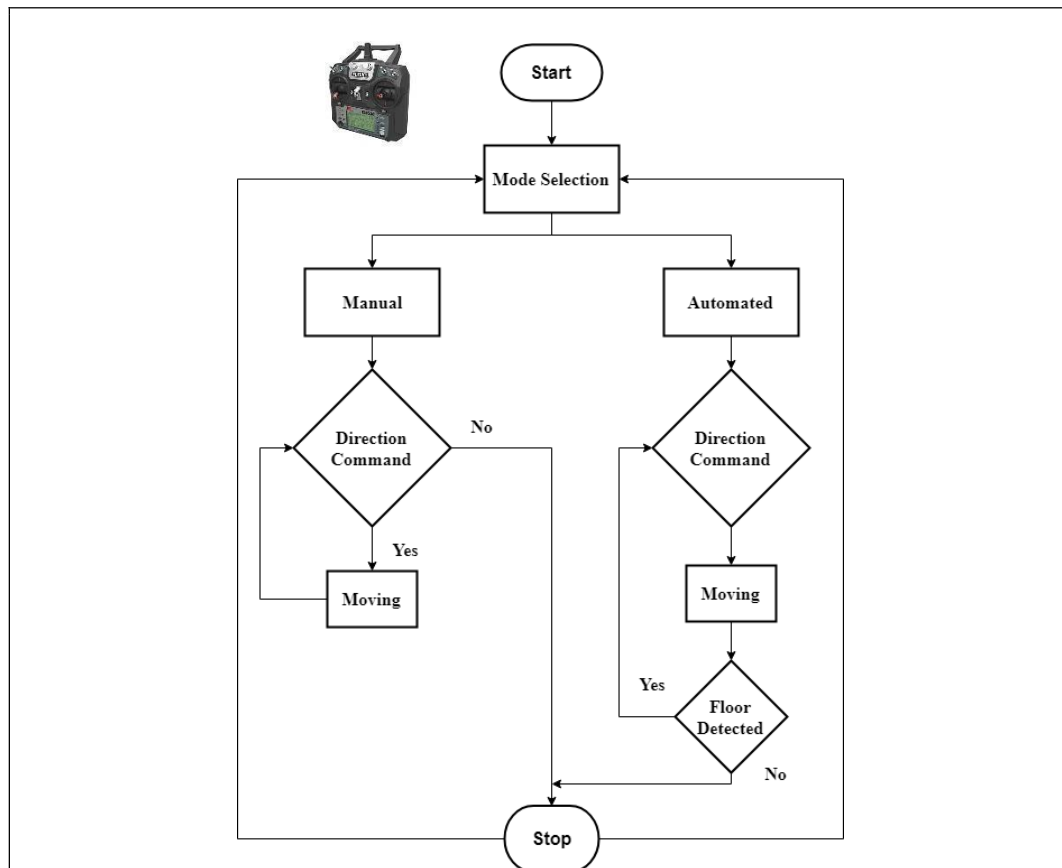 Start
Mode Selection
Manual
Automated
Direction
Command
No
Direction
Command
Yes
Moving
Moving
Yes
Floor
Detected
No
Stop